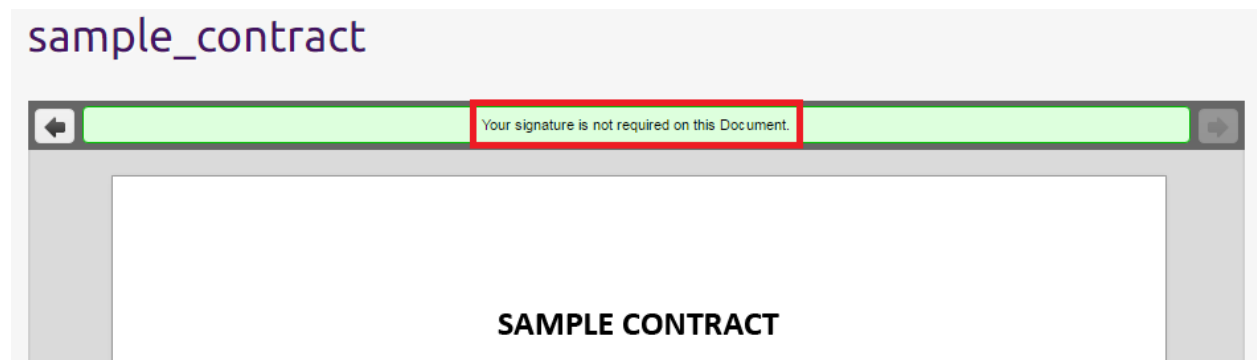 sample_contract
Your signature is not required on this Document.
SAMPLE CONTRACT